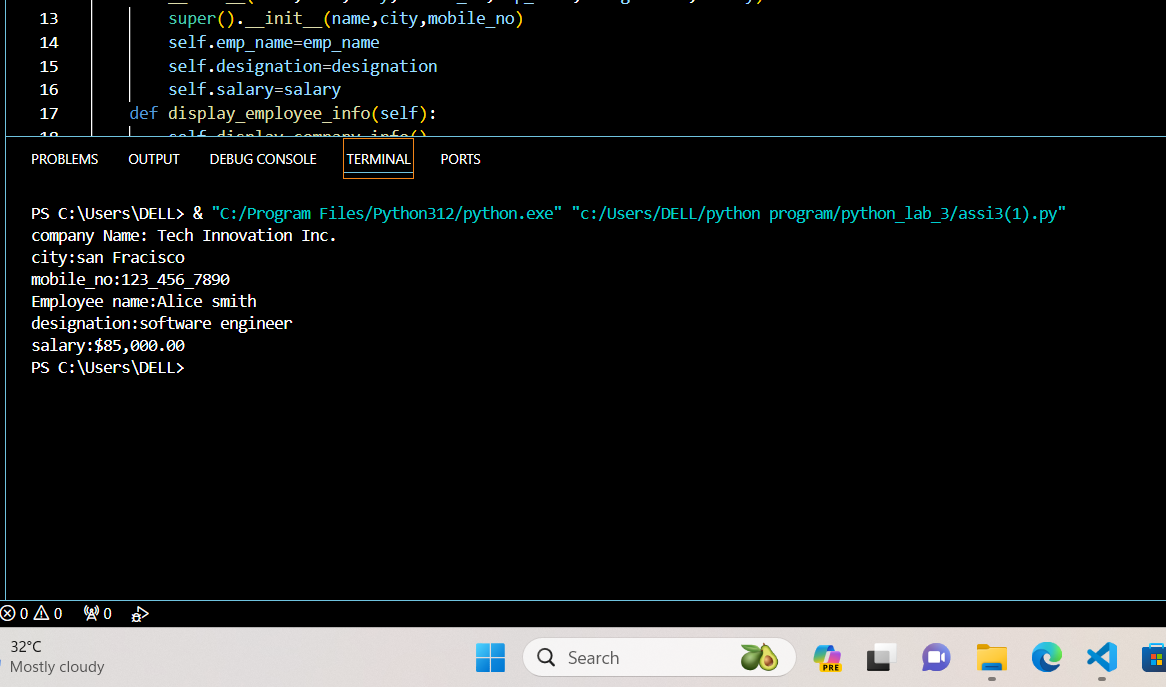 13 super().__init__(name,city,mobile_no)
14 self.emp_name=emp_name
15 self.designation=designation
16 self.salary=salary
17 def display_employee_info(self):
18 self.display_company_info()
PROBLEMS OUTPUT DEBUG CONSOLE TERMINAL PORTS
PS C:\Users\DELL> & "C:/Program Files/Python312/python.exe" "c:/Users/DELL/python program/python_lab_3/assi3(1).py"
company Name: Tech Innovation Inc.
city:san Fracisco
mobile_no:123_456_7890
Employee name:Alice smith
designation:software engineer
salary:$85,000.00
PS C:\Users\DELL>
0 0 0
32°C
Mostly cloudy
Search
PRE